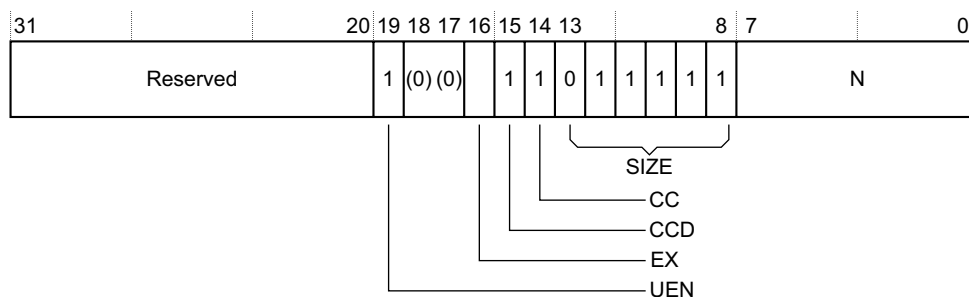 31 20 19 18 17 16 15 14 13 8 7 0
Reserved 1 (0) (0) 1 1 0 1 1 1 1 1 N
SIZE
CC
CCD
EX
UEN